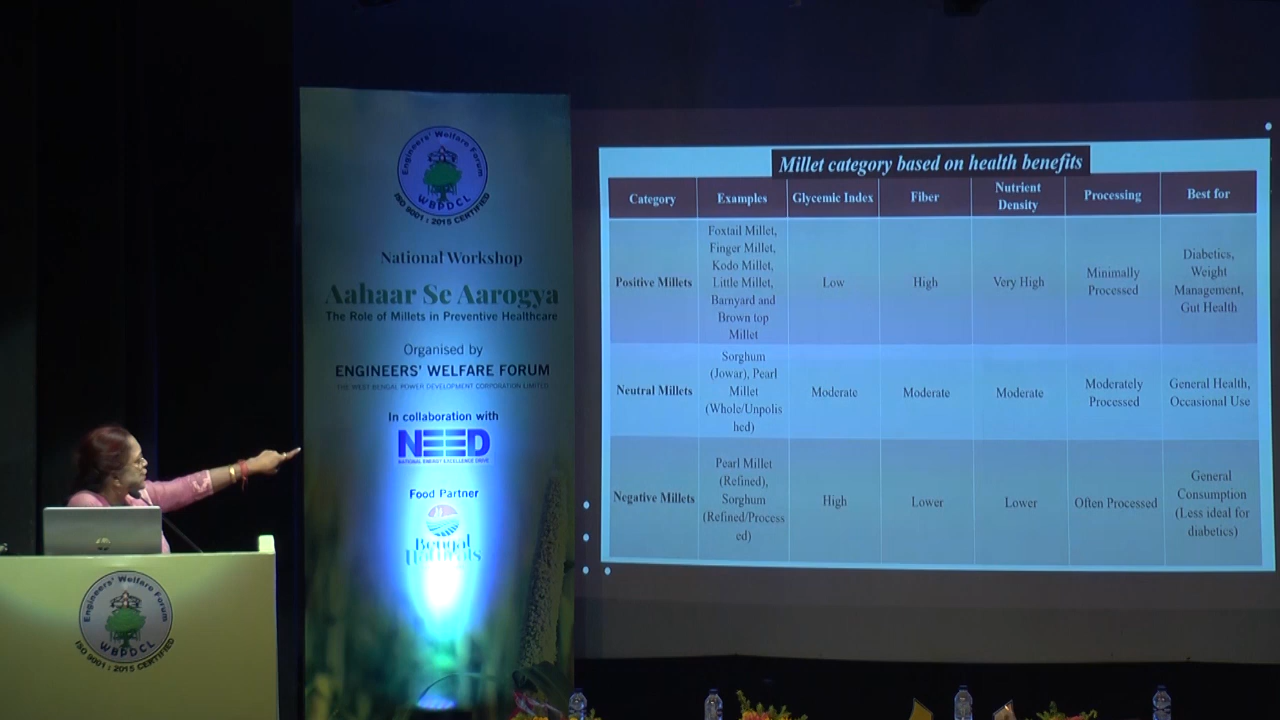 Engineers' Welfare Forum
WBPDCL
ISO 9001 : 2015 CERTIFIED
National Workshop
Aahaar Se Aarogya
The Role of Millets in Preventive Healthcare
Organised by
ENGINEERS' WELFARE FORUM
THE WEST BENGAL POWER DEVELOPMENT CORPORATION LIMITED
In collaboration with
NEED
NATIONAL ENERGY EXCELLENCE DRIVE
Food Partner
Bengal
Naturals
Engineers' Welfare Forum
WBPDCL
ISO 9001 : 2015 CERTIFIED
Millet category based on health benefits
Category Examples Glycemic Index Fiber Nutrient Density Processing Best for
Positive Millets
Foxtail Millet,
Finger Millet,
Kodo Millet,
Little Millet,
Barnyard and
Brown top
Millet
Low
High
Very High
Minimally
Processed
Diabetics,
Weight
Management,
Gut Health
Neutral Millets
Sorghum
(Jowar), Pearl
Millet
(Whole/Unpolis
hed)
Moderate
Moderate
Moderate
Moderately
Processed
General Health,
Occasional Use
Negative Millets
Pearl Millet
(Refined),
Sorghum
(Refined/Process
ed)
High
Lower
Lower
Often Processed
General
Consumption
(Less ideal for
diabetics)